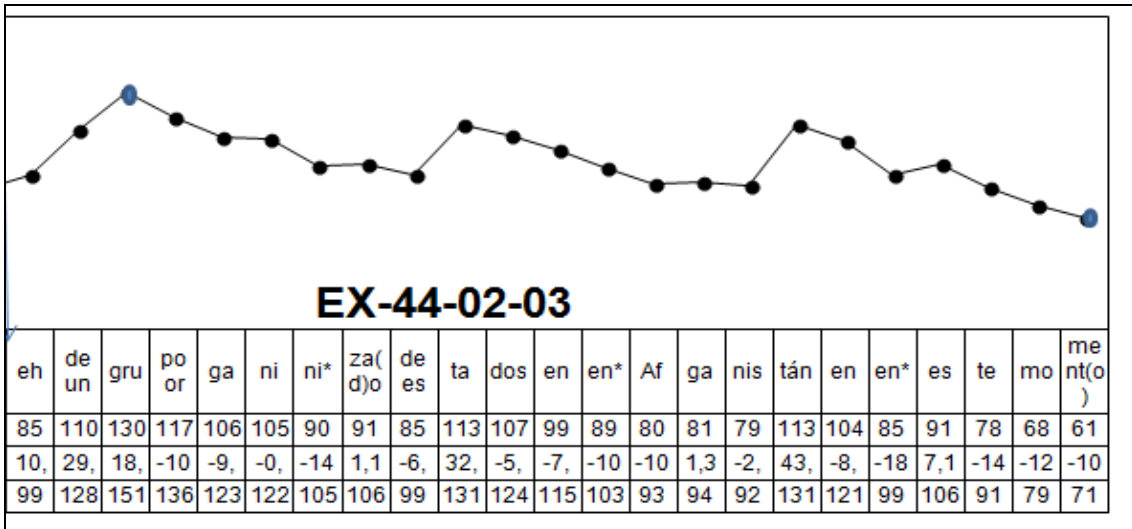 EX-44-02-03
eh de un gru po or ga ni ni* za(d)o de es ta dos en en* Af ga nis tán en en* es te mo ment(o)
85 110 130 117 106 105 90 91 85 113 107 99 89 80 81 79 113 104 85 91 78 68 61
10, 29, 18, -10 -9, -0, -14 1,1 -6, 32, -5, -7, -10 -10 1,3 -2, 43, -8, -18 7,1 -14 -12 -10
99 128 151 136 123 122 105 106 99 131 124 115 103 93 94 92 131 121 99 106 91 79 71